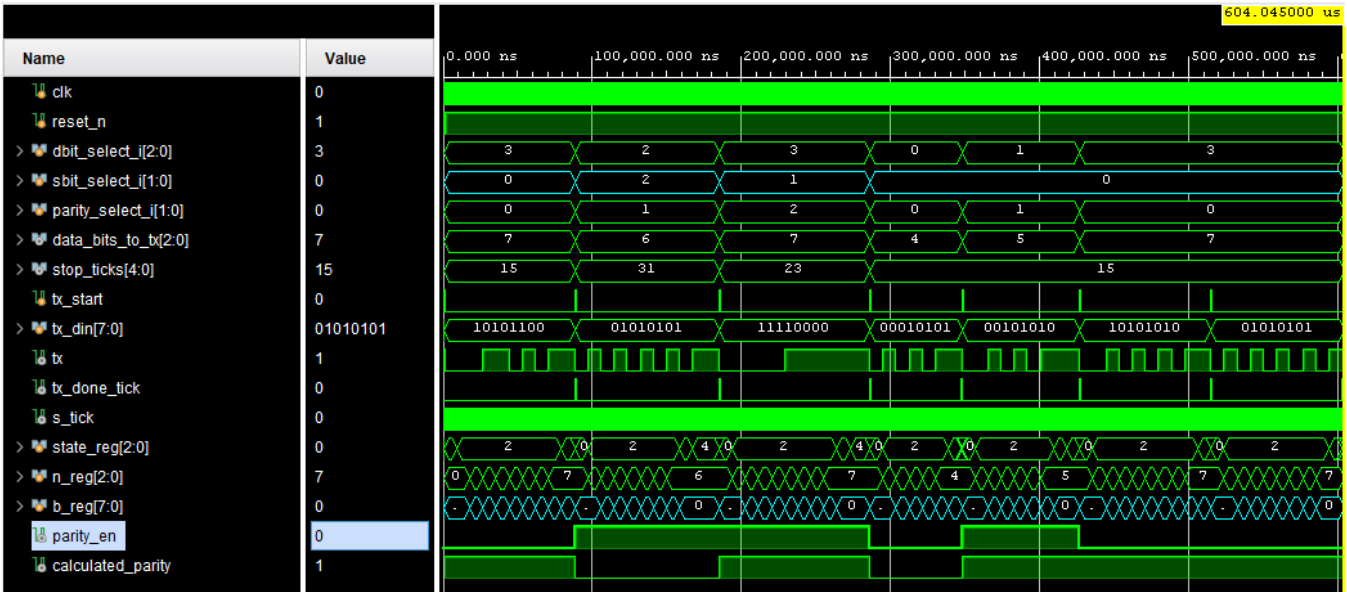 604.045000 us
Name Value 0.000 ns 100,000.000 ns 200,000.000 ns 300,000.000 ns 400,000.000 ns 500,000.000 ns
clk 0
reset_n 1
dbit_select_i[2:0] 3 3 2 3 0 1 3
sbit_select_i[1:0] 0 0 2 1 0
parity_select_i[1:0] 0 0 1 2 0 1 0
data_bits_to_tx[2:0] 7 7 6 7 4 5 7
stop_ticks[4:0] 15 15 31 23 15
tx_start 0
tx_din[7:0] 01010101 10101100 01010101 11110000 00010101 00101010 10101010 01010101
tx 1
tx_done_tick 0
s_tick 0
state_reg[2:0] 0 2 0 2 4 0 2 4 0 2 0 2 0 2 0 2
n_reg[2:0] 7 0 7 6 7 4 5 7 7
b_reg[7:0] 0 - - 0 - 0 - - 0 - - 0
parity_en 0
calculated_parity 1